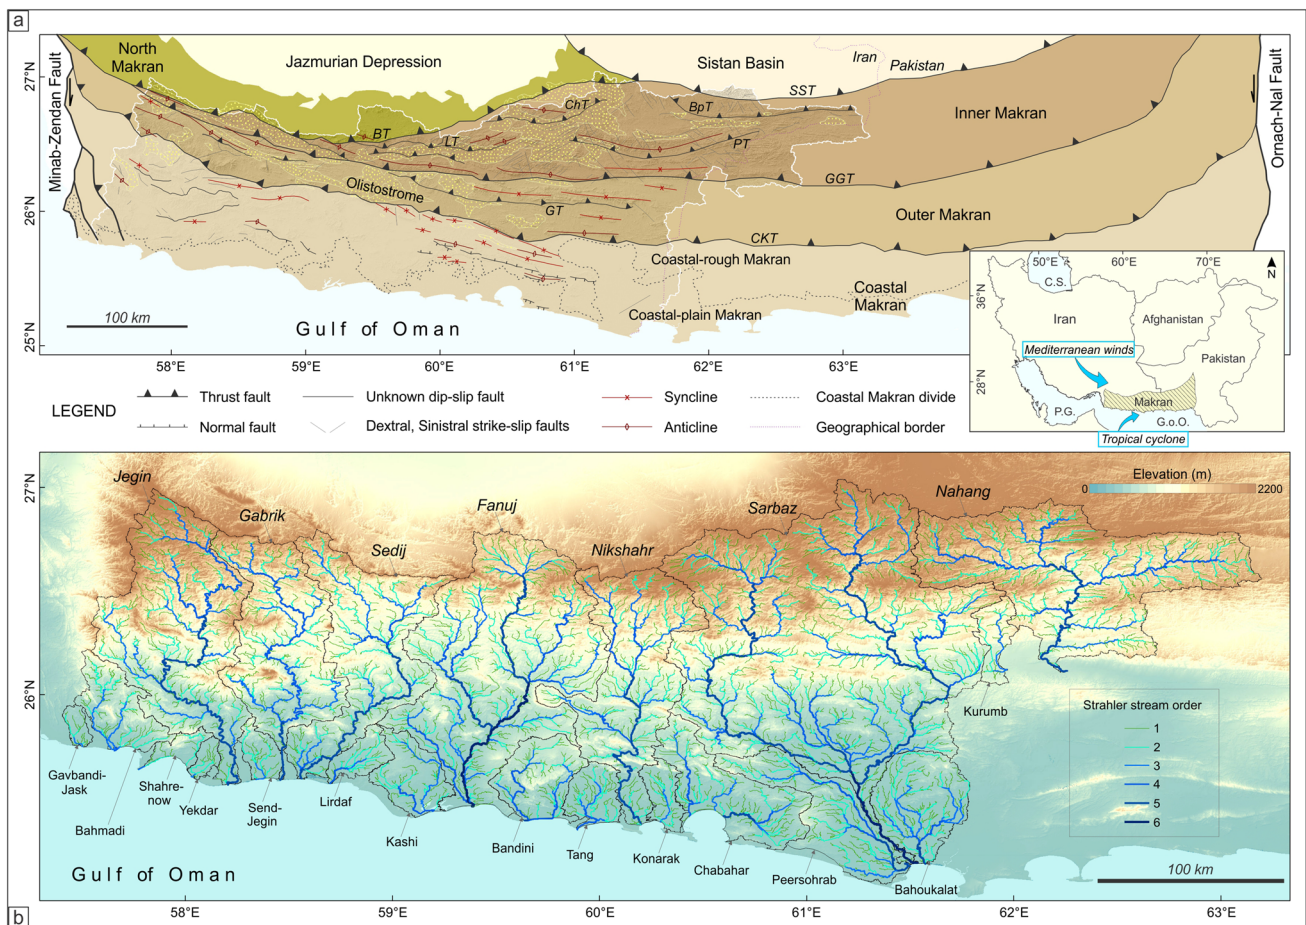 a
North
Makran
Jazmurian Depression
Sistan Basin
Iran
Pakistan
27°N
Minab-Zendan Fault
Ornach-Nal Fault
SST
ChT
BpT
Inner Makran
BT
LT
PT
GGT
Olistostrome
26°N
GT
Outer Makran
CKT
Coastal-rough Makran
Coastal
Makran
Coastal-plain Makran
100 km
Gulf of Oman
25°N
58°E
59°E
60°E
61°E
62°E
63°E
50°E
60°E
70°E
N
C.S.
36°N
Iran
Afghanistan
Mediterranean winds
Pakistan
28°N
Makran
P.G.
G.o.O.
Tropical cyclone
LEGEND
Thrust fault
Unknown dip-slip fault
Syncline
Coastal Makran divide
Normal fault
Dextral, Sinistral strike-slip faults
Anticline
Geographical border
27°N
Jegin
Gabrik
Sedij
Fanuj
Nikshahr
Sarbaz
Nahang
Elevation (m)
0
2200
26°N
Kurumb
Strahler stream order
1
2
3
4
5
6
Gavbandi-
Jask
Bahmadi
Shahre-
now
Yekdar
Send-
Jegin
Lirdaf
Kashi
Bandini
Tang
Konarak
Chabahar
Peersohrab
Bahoukalat
Gulf of Oman
100 km
b
58°E
59°E
60°E
61°E
62°E
63°E